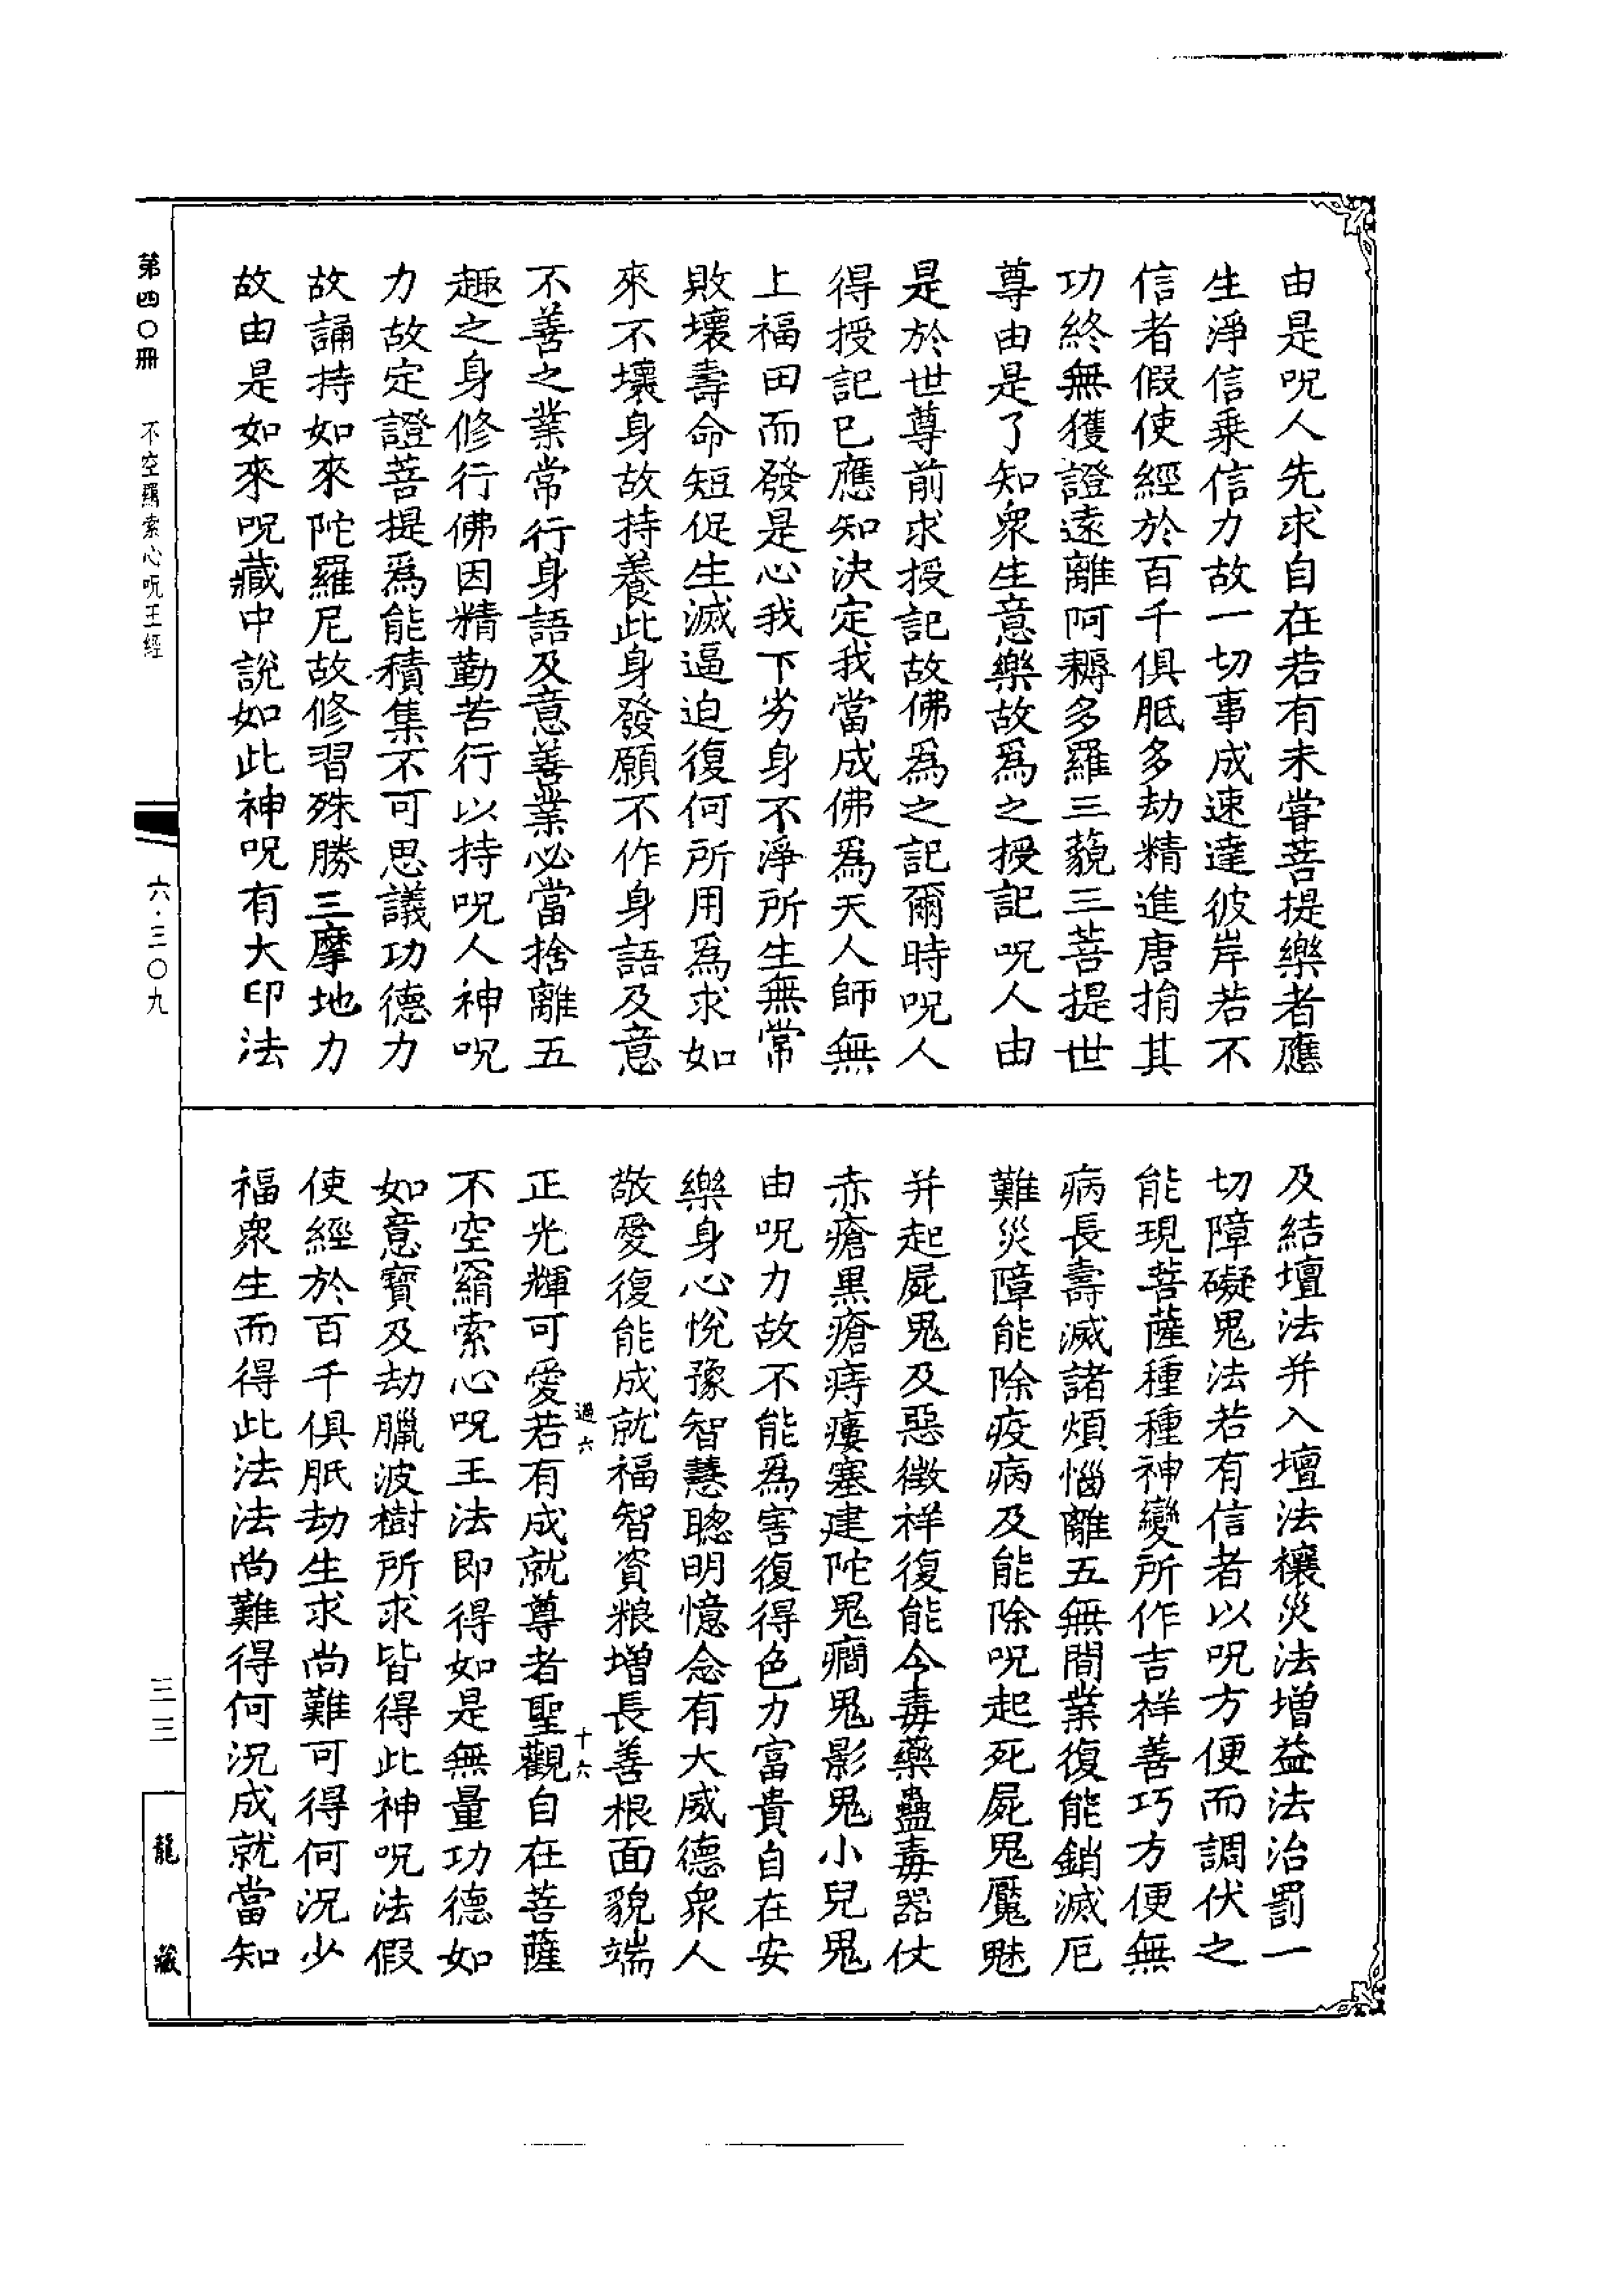 由是呪人先求自在若有未甞菩提樂者應
生淨信乗信力故一切事成速達彼岸若不
信者假使經於百千俱胝多劫精進唐捐其
功終無獲證遠離阿耨多羅三藐三菩提世
尊由是了知衆生意樂故爲之授記呪人由
是於世尊前求授記故佛爲之記爾時呪人
得授記已應知決定我當成佛爲天人師無
上福田而發是心我下劣身不淨所生無常
敗壞壽命短促生滅逼迫復何所用爲求如
來不壞身故持養此身發願不作身語及意
不善之業常行身語及意善業必當捨離五
趣之身修行佛因精勤苦行以持呪人神呪
力故定證菩提爲能積集不可思議功德力
故誦持如來陀羅尼故修習殊勝三摩地力
故由是如來呪藏中說如此神呪有大印法
及結壇法并入壇法禳災法增益法治罰一
切障礙鬼法若有信者以呪方便而調伏之
能現菩薩種種神變所作吉祥善巧方便無
病長壽滅諸煩惱離五無間業復能銷滅厄
難災障能除疫病及能除呪起死屍鬼魘魅
并起屍鬼及惡徵祥復能令毒藥蠱毒器仗
赤瘡黒瘡痔瘻塞建陀鬼癎鬼影鬼小兒鬼
由呪力故不能爲害復得色力富貴自在安
樂身心悅豫智慧聰明憶念有大威德衆人
敬愛復能成就福智資粮增長善根面貌端
過六 十六
正光輝可愛若有成就尊者聖觀自在菩薩
不空羂索心呪王法即得如是無量功德如
如意寶及劫臘波樹所求皆得此神呪法假
使經於百千俱胝劫生求尚難可得何況少
福衆生而得此法法尚難得何況成就當知
第四〇冊 不空羂索心呪王經 六·三〇九 三三 龍藏